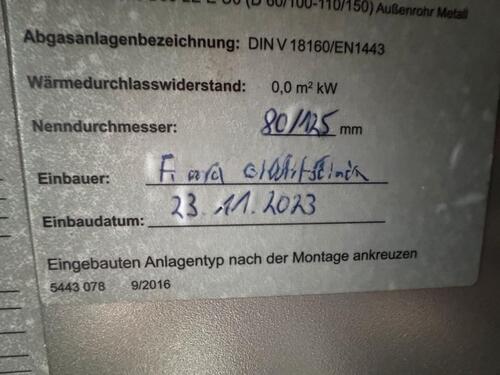 (D 60/100-110/150) Außenrohr Metall
Abgasanlagenbezeichnung: DIN V 18160/EN1443
Wärmedurchlasswiderstand: 0,0 m² kW
Nenndurchmesser: 80/125 mm
Einbauer:
Einbaudatum: 23.11.2023
Eingebauten Anlagentyp nach der Montage ankreuzen
5443 078 9/2016